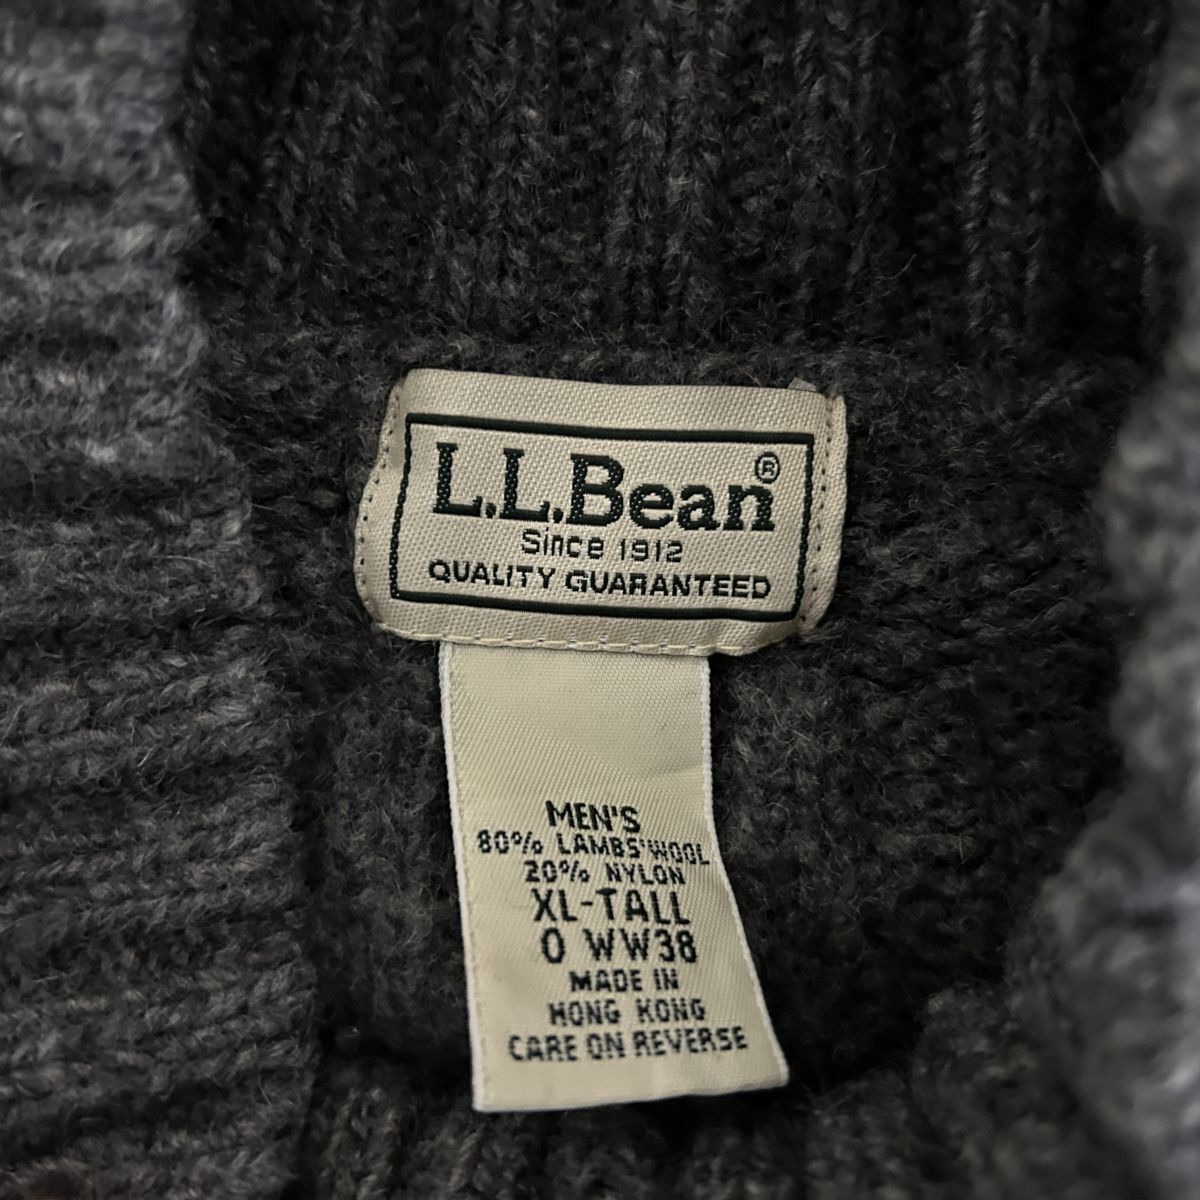 L.L.Bean®
Since 1912
QUALITY GUARANTEED
MEN'S
80% LAMBS'WOOL
20% NYLON
XL-TALL
0 WW38
MADE IN
HONG KONG
CARE ON REVERSE